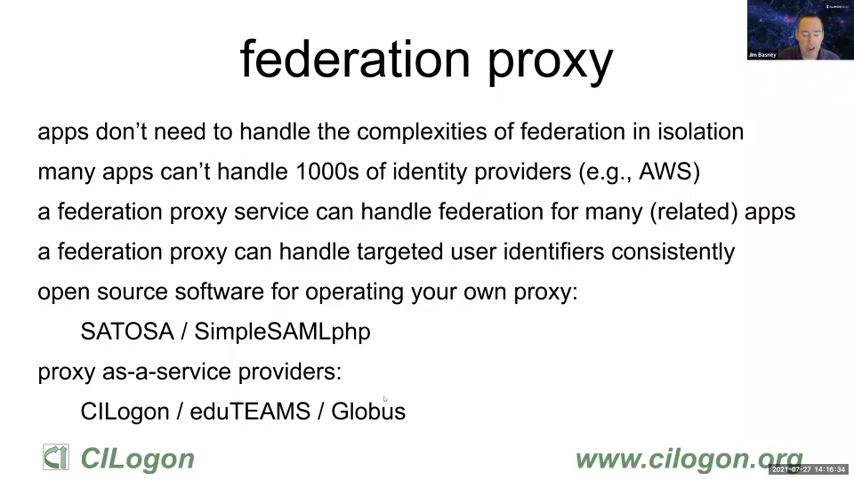 federation proxy
Jim Basney
apps don't need to handle the complexities of federation in isolation
many apps can't handle 1000s of identity providers (e.g., AWS)
a federation proxy service can handle federation for many (related) apps
a federation proxy can handle targeted user identifiers consistently
open source software for operating your own proxy:
SATOSA / SimpleSAMLphp
proxy as-a-service providers:
CILogon / eduTEAMS / Globus
CILogon
www.cilogon.org
2021-07-27 14:16:34